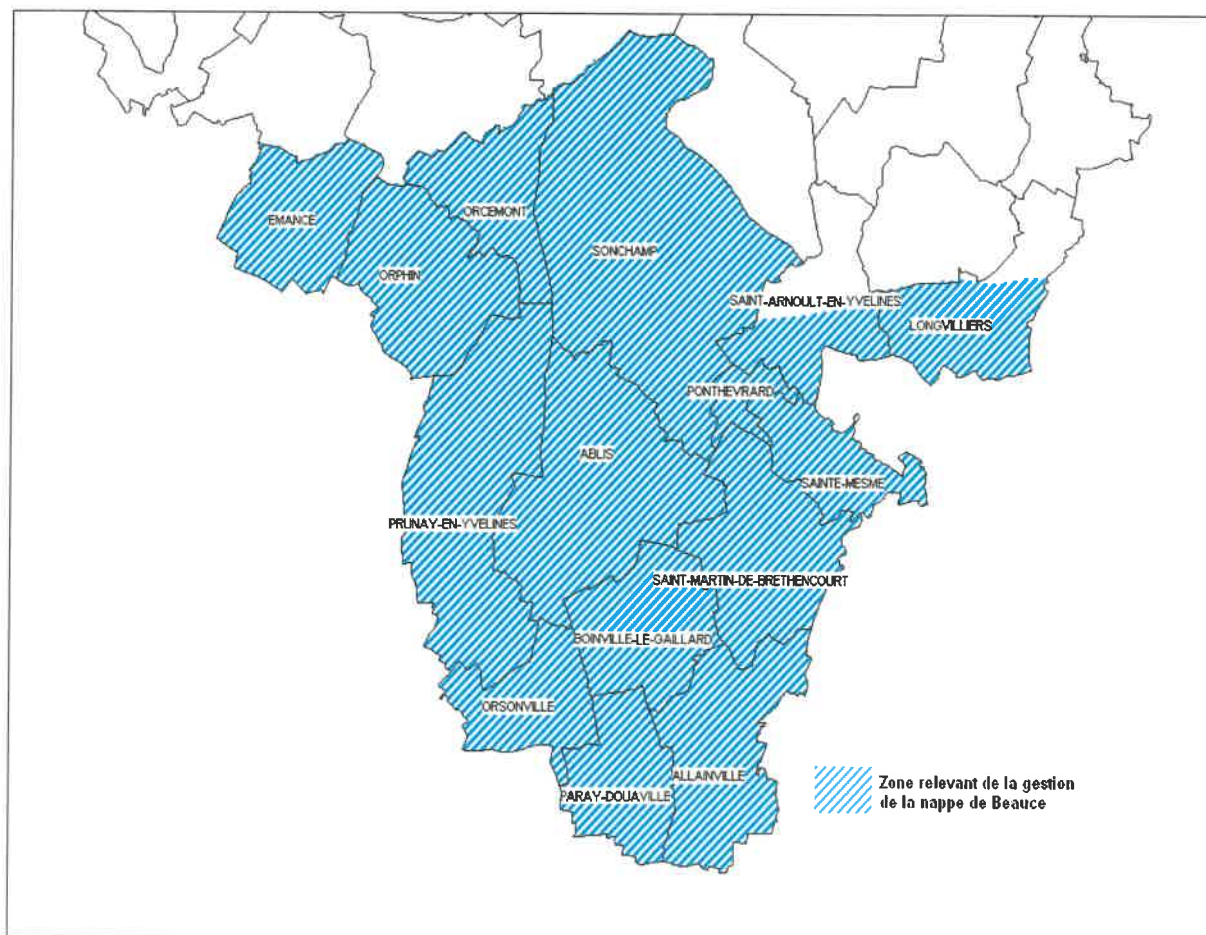 ORCEMONT
EMANCE
SONCHAMP
ORPHIN
SAINT-ARNOULT-EN-YVELINES
LONGVILLIERS
PONTHEVRARD
ABLIS
SAINTE-MESME
PRUNAY-EN-YVELINES
SAINT-MARTIN-DE-BRETHENCOURT
BOINVILLE-LE-GAILLARD
ORSONVILLE
ALLAINVILLE
PARAY-DOUAVILLE
Zone relevant de la gestion
de la nappe de Beauce